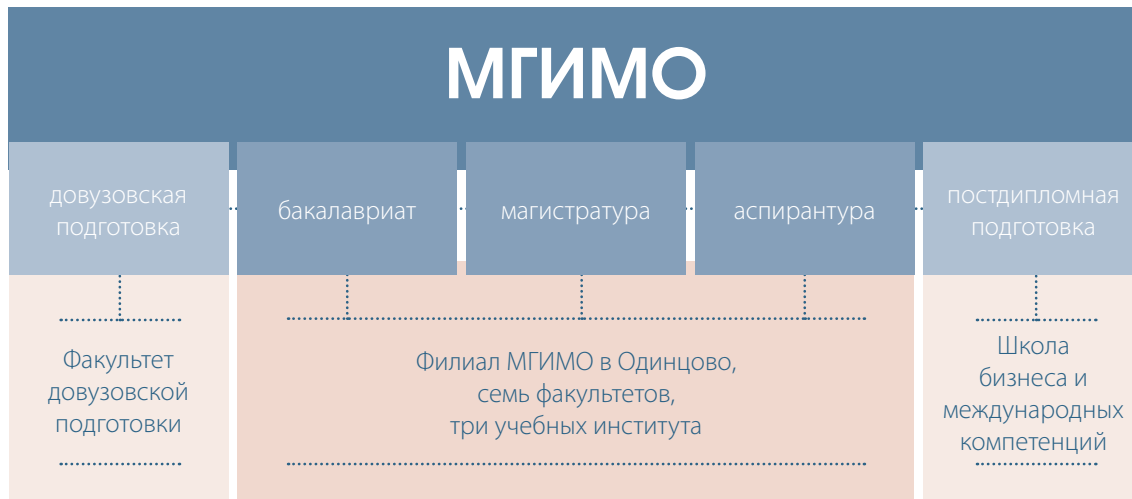 МГИМО
довузовская
подготовка
бакалавриат
магистратура
аспирантура
постдипломная
подготовка
Факультет
довузовской
подготовки
Филиал МГИМО в Одинцово,
семь факультетов,
три учебных института
Школа
бизнеса и
международных
компетенций